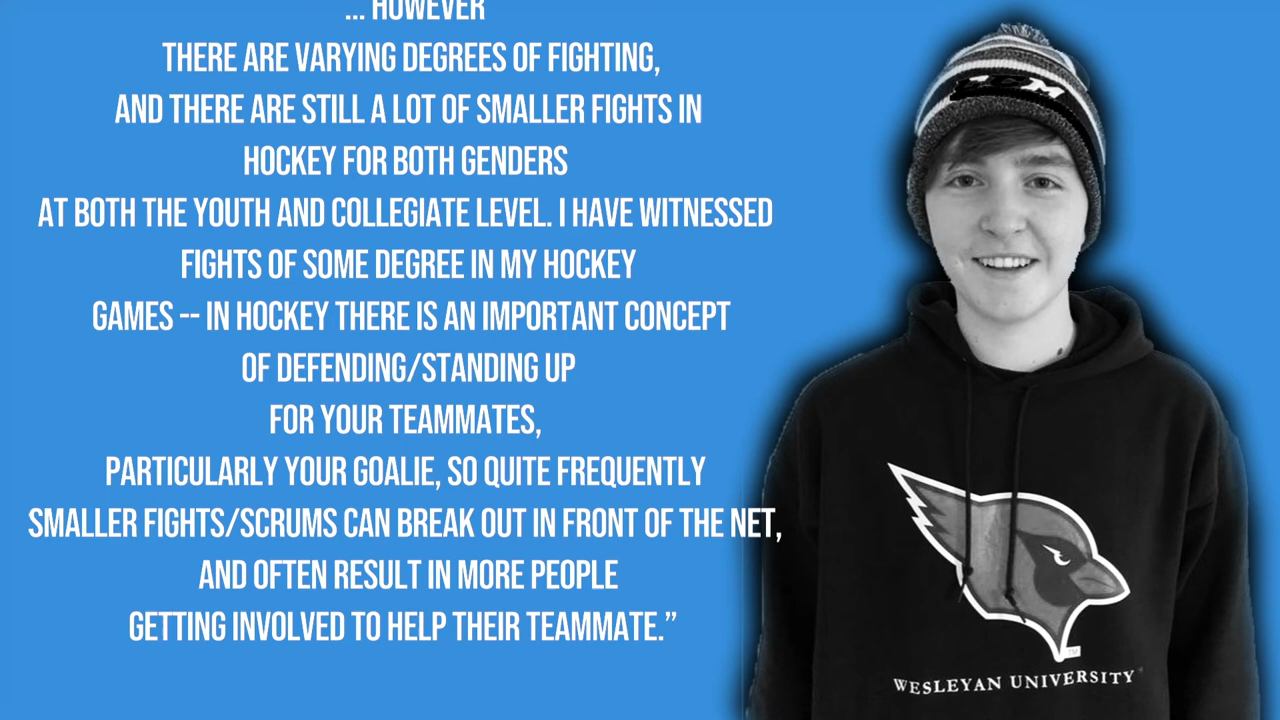 ... HOWEVER
THERE ARE VARYING DEGREES OF FIGHTING,
AND THERE ARE STILL A LOT OF SMALLER FIGHTS IN
HOCKEY FOR BOTH GENDERS
AT BOTH THE YOUTH AND COLLEGIATE LEVEL. I HAVE WITNESSED
FIGHTS OF SOME DEGREE IN MY HOCKEY
GAMES -- IN HOCKEY THERE IS AN IMPORTANT CONCEPT
OF DEFENDING/STANDING UP
FOR YOUR TEAMMATES,
PARTICULARLY YOUR GOALIE, SO QUITE FREQUENTLY
SMALLER FIGHTS/SCRUMS CAN BREAK OUT IN FRONT OF THE NET,
AND OFTEN RESULT IN MORE PEOPLE
GETTING INVOLVED TO HELP THEIR TEAMMATE.”
TM
WESLEYAN UNIVERSITY